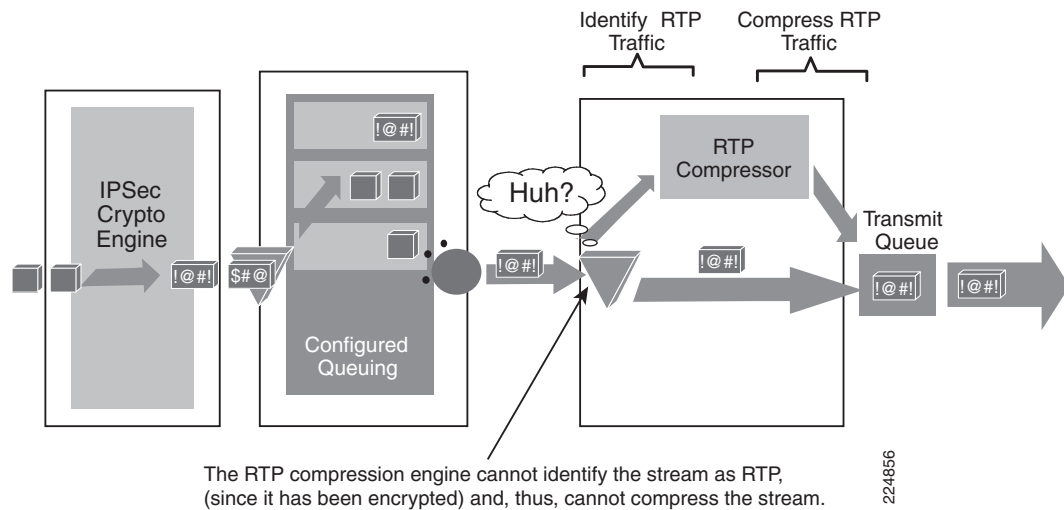 Identify RTP
Traffic
Compress RTP
Traffic
IPSec
Crypto
Engine
!@#!
$#@
!@#!
Configured
Queuing
!@#!
Huh?
RTP
Compressor
!@#!
Transmit
Queue
!@#!
!@#!
The RTP compression engine cannot identify the stream as RTP,
(since it has been encrypted) and, thus, cannot compress the stream.
224856